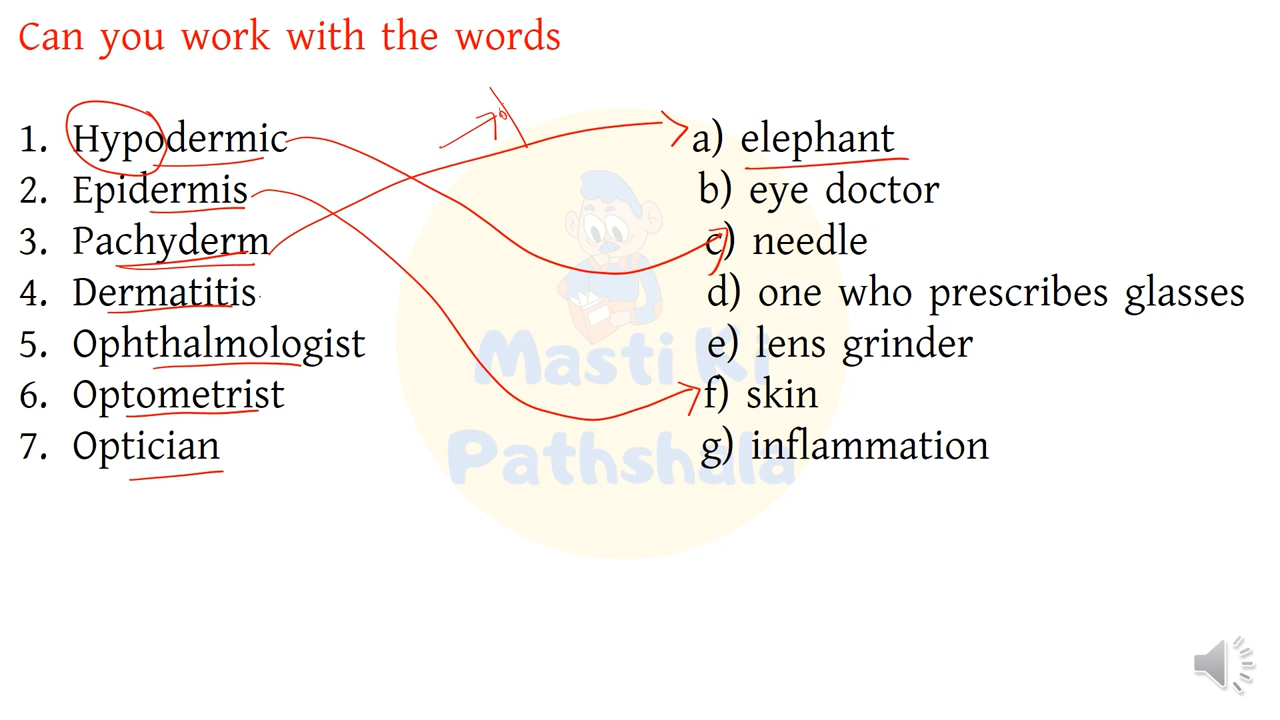 Can you work with the words
1. Hypodermic
2. Epidermis
3. Pachyderm
4. Dermatitis
5. Ophthalmologist
6. Optometrist
7. Optician
a) elephant
b) eye doctor
c) needle
d) one who prescribes glasses
e) lens grinder
f) skin
g) inflammation
Masti Ki
Pathshala